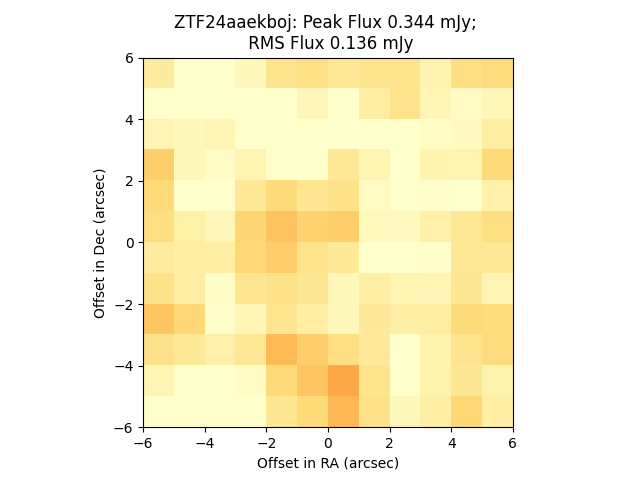 ZTF24aaekboj: Peak Flux 0.344 mJy;
RMS Flux 0.136 mJy
6
4
2
0
−2
−4
−6
Offset in Dec (arcsec)
−6 −4 −2 0 2 4 6
Offset in RA (arcsec)